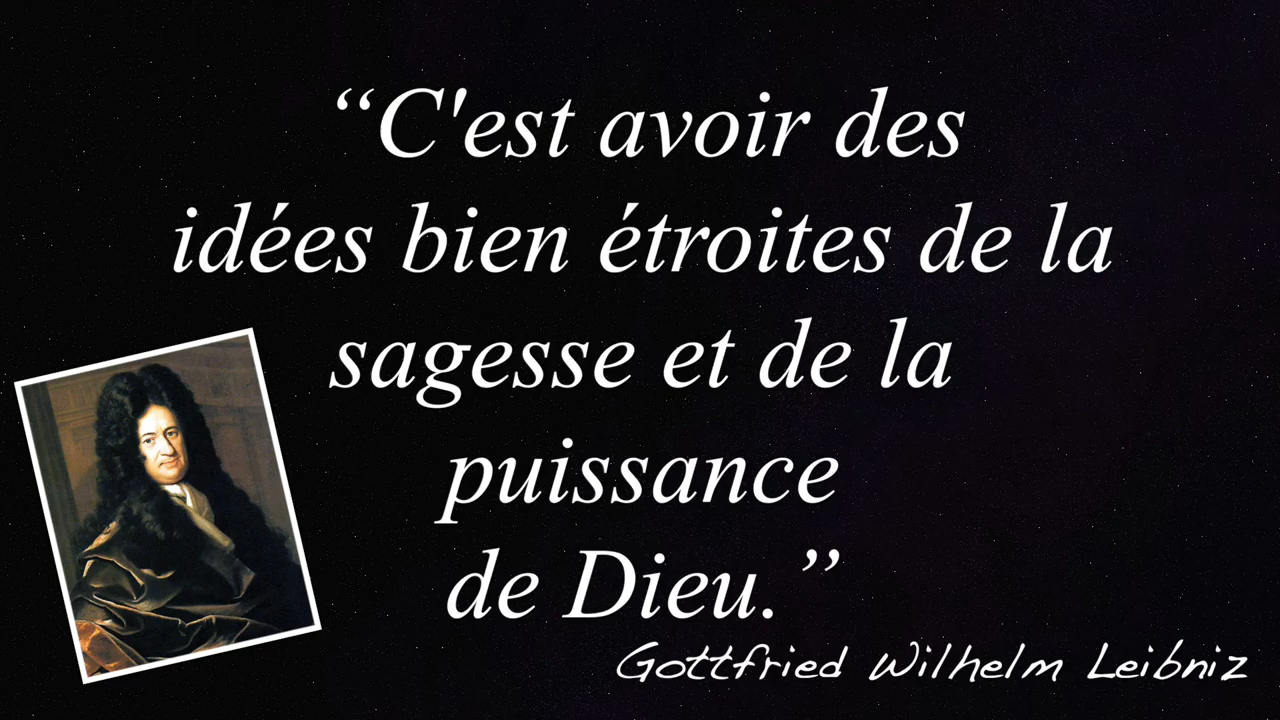 “C'est avoir des
idées bien étroites de la
sagesse et de la
puissance
de Dieu.”
Gottfried Wilhelm Leibniz